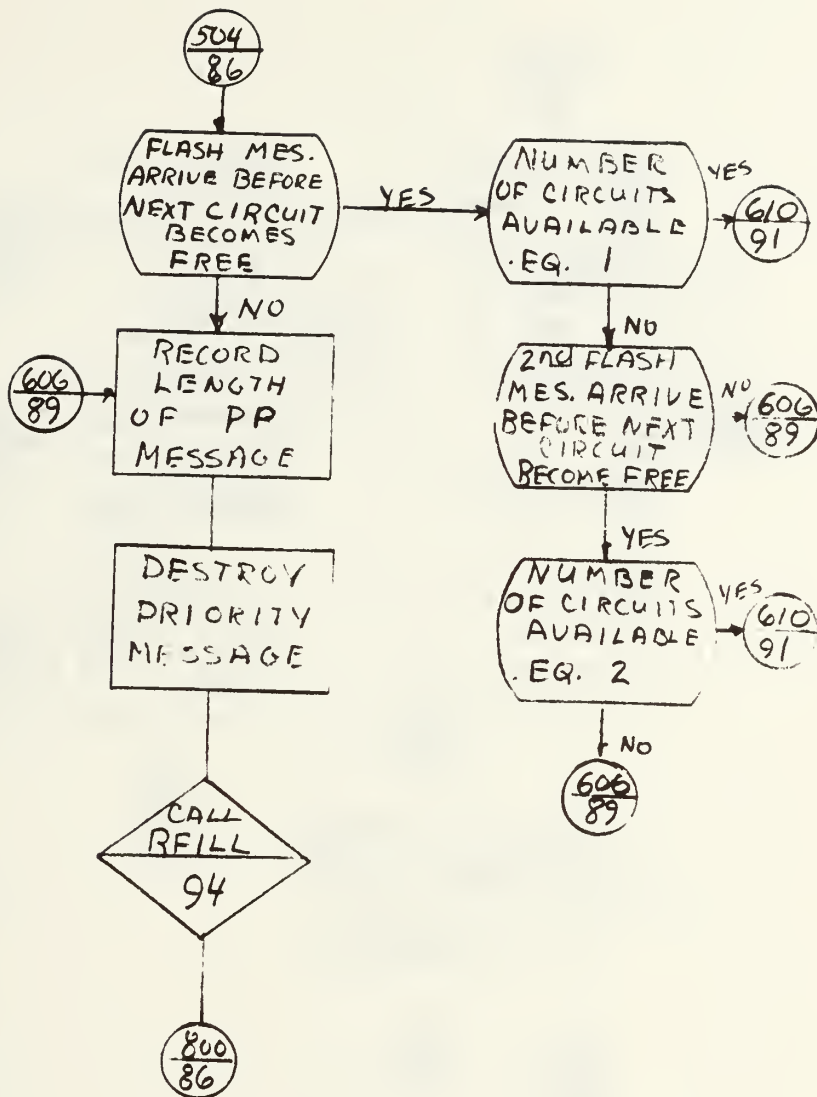 504
86
FLASH MES.
ARRIVE BEFORE
NEXT CIRCUIT
BECOMES
FREE
YES
NUMBER
OF CIRCUITS
AVAILABLE
.EQ. 1
YES
610
91
NO
NO
606
89
RECORD
LENGTH
OF PP
MESSAGE
2nd FLASH
MES. ARRIVE
BEFORE NEXT
CIRCUIT
BECOME FREE
NO
606
89
YES
DESTROY
PRIORITY
MESSAGE
NUMBER
OF CIRCUITS
AVAILABLE
.EQ. 2
YES
610
91
NO
606
89
CALL
RFILL
94
800
86